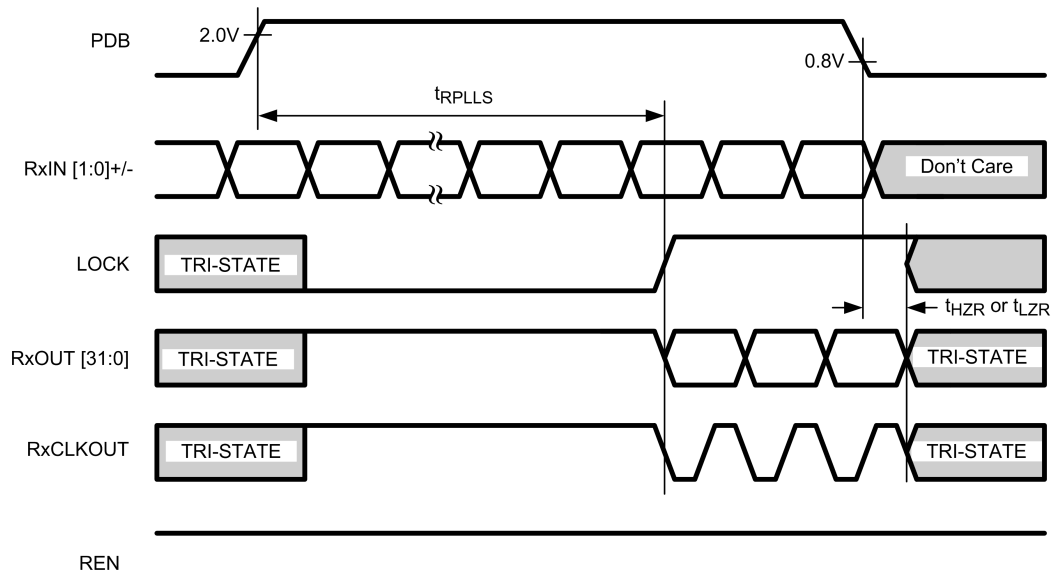 PDB
2.0V
0.8V
tRPLLS
RxIN [1:0]+/-
Don't Care
LOCK
TRI-STATE
tHZR or tLZR
RxOUT [31:0]
TRI-STATE
TRI-STATE
RxCLKOUT
TRI-STATE
TRI-STATE
REN